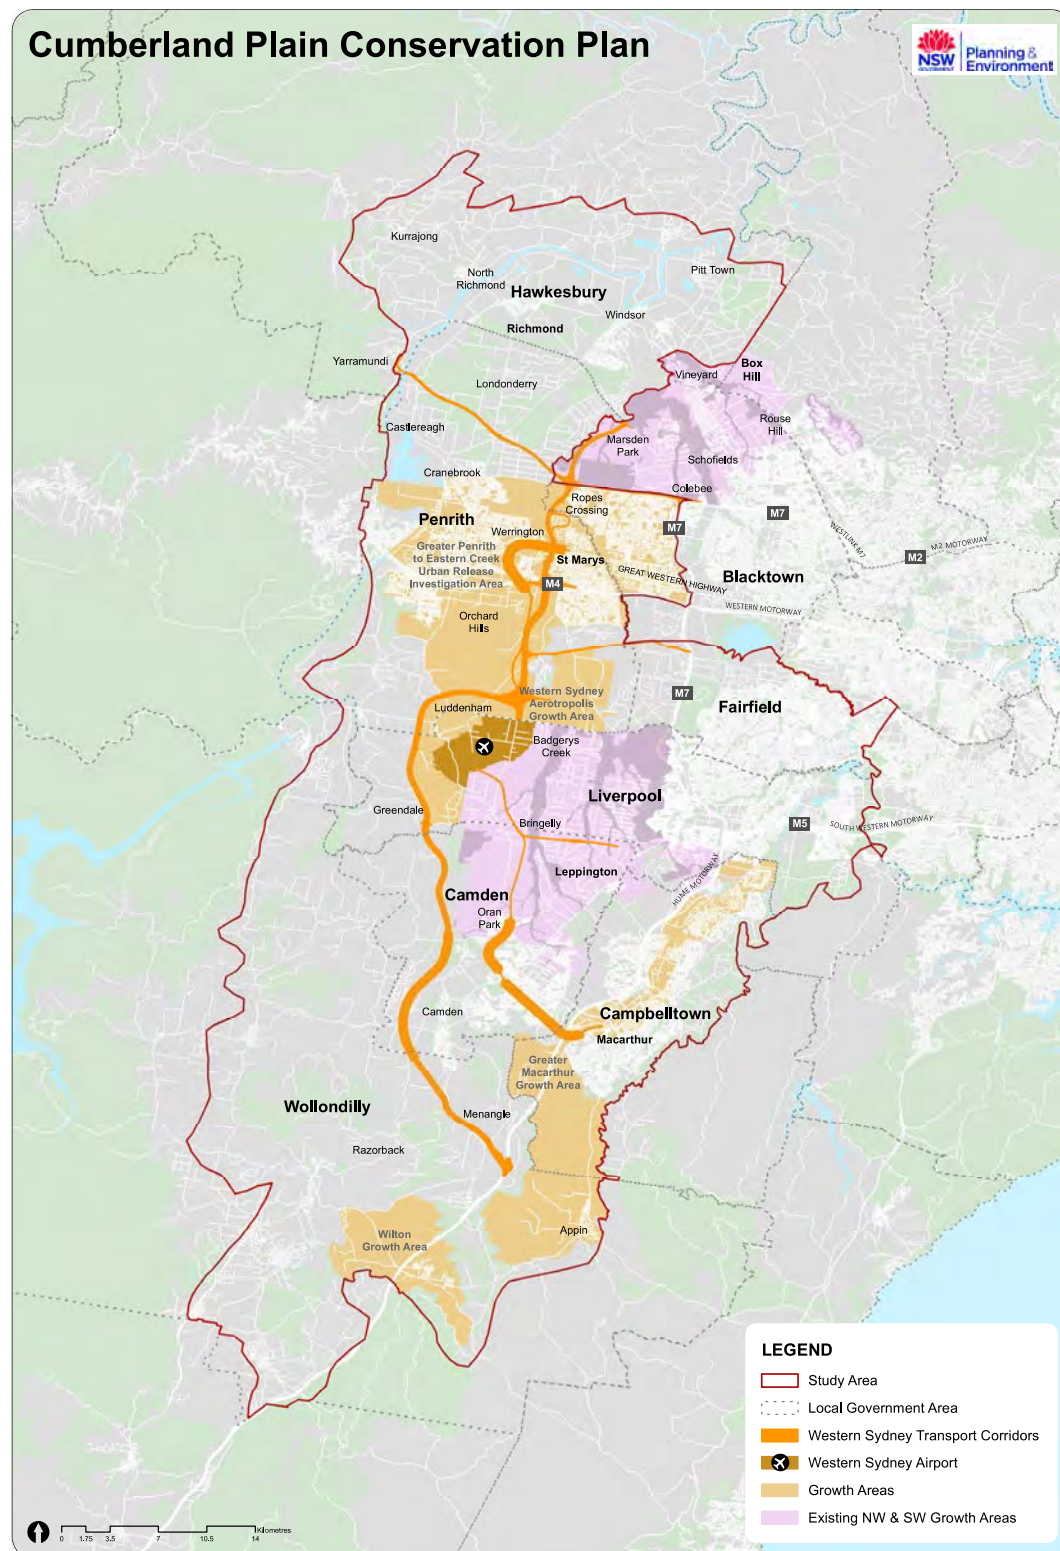 Cumberland Plain Conservation Plan
NSW
GOVERNMENT
Planning &
Environment
Kurrajong
North
Richmond
Hawkesbury
Pitt Town
Windsor
Richmond
Yarramundi
Londonderry
Vineyard
Box
Hill
Castlereagh
Rouse
Hill
Marsden
Park
Schofields
Cranebrook
Colebee
Ropes
Crossing
Penrith
M7
M7
Werrington
WESTLINK M7
M2 MOTORWAY
M2
Greater Penrith
to Eastern Creek
Urban Release
Investigation Area
St Marys
GREAT WESTERN HIGHWAY
Blacktown
M4
WESTERN MOTORWAY
Orchard
Hills
Western Sydney
Aerotropolis
Growth Area
M7
Fairfield
Luddenham
Badgerys
Creek
Liverpool
Greendale
Bringelly
M5
SOUTH WESTERN MOTORWAY
Leppington
HUME MOTORWAY
Camden
Oran
Park
Camden
Campbelltown
Macarthur
Greater
Macarthur
Growth Area
Wollondilly
Menangle
Razorback
Appin
Wilton
Growth Area
LEGEND
Study Area
Local Government Area
Western Sydney Transport Corridors
Western Sydney Airport
Growth Areas
Existing NW & SW Growth Areas
Kilometres
0 1.75 3.5 7 10.5 14